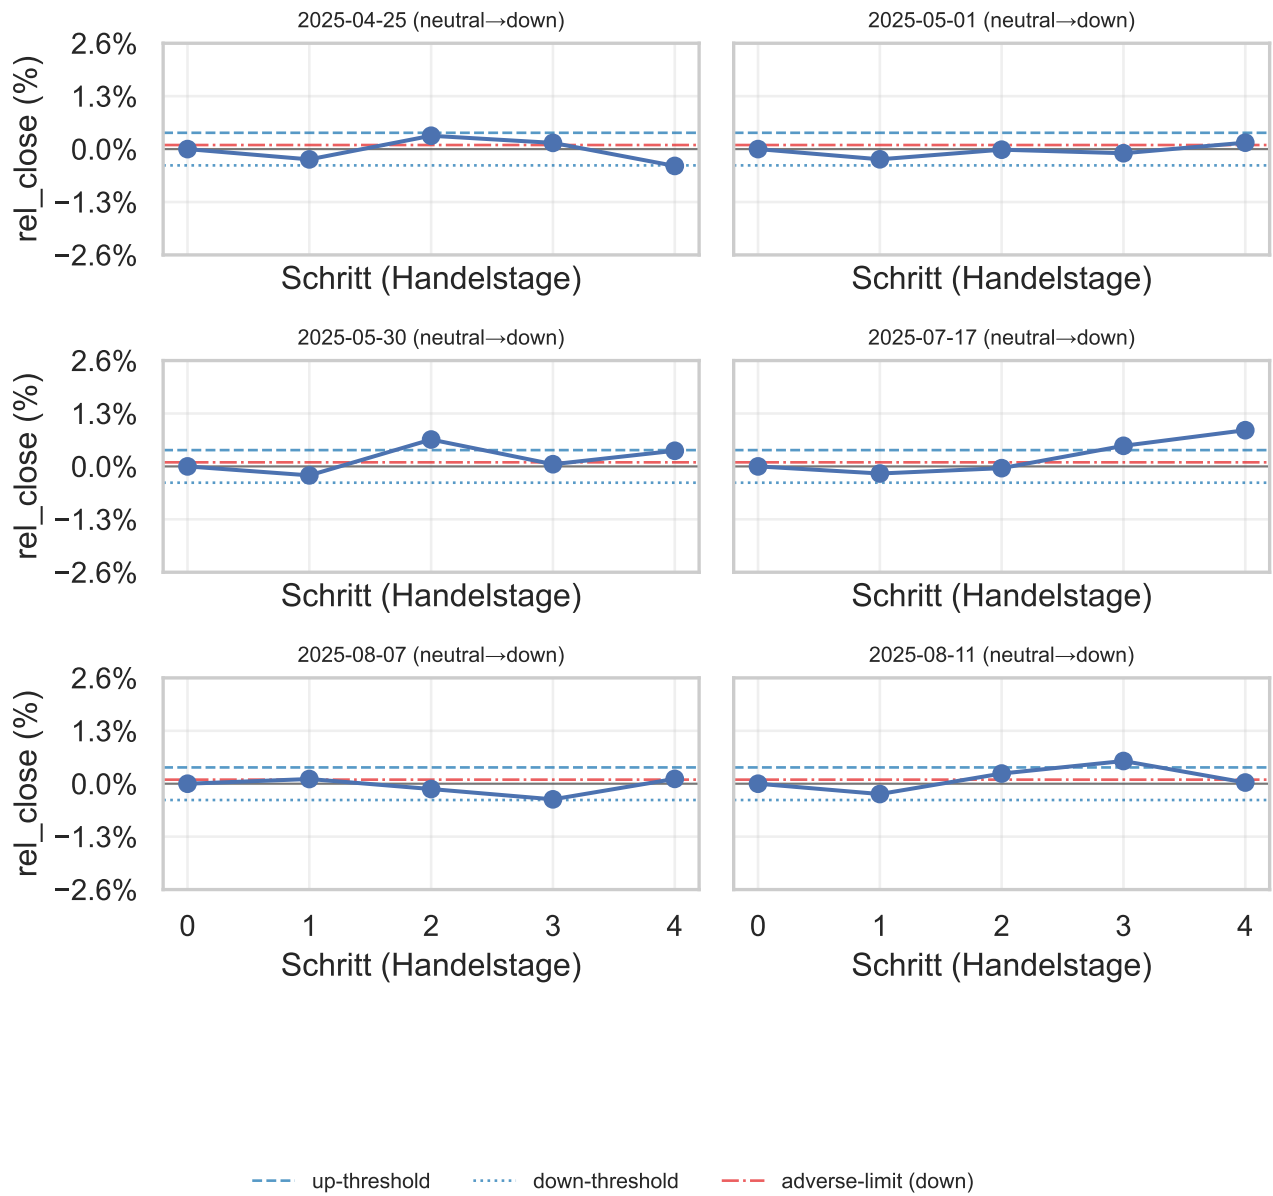 2025-04-25 (neutral→down)
2025-05-01 (neutral→down)
rel_close (%)
2.6%
1.3%
0.0%
−1.3%
−2.6%
Schritt (Handelstage)
Schritt (Handelstage)
2025-05-30 (neutral→down)
2025-07-17 (neutral→down)
rel_close (%)
2.6%
1.3%
0.0%
−1.3%
−2.6%
Schritt (Handelstage)
Schritt (Handelstage)
2025-08-07 (neutral→down)
2025-08-11 (neutral→down)
rel_close (%)
2.6%
1.3%
0.0%
−1.3%
−2.6%
0 1 2 3 4
0 1 2 3 4
Schritt (Handelstage)
Schritt (Handelstage)
up-threshold down-threshold adverse-limit (down)